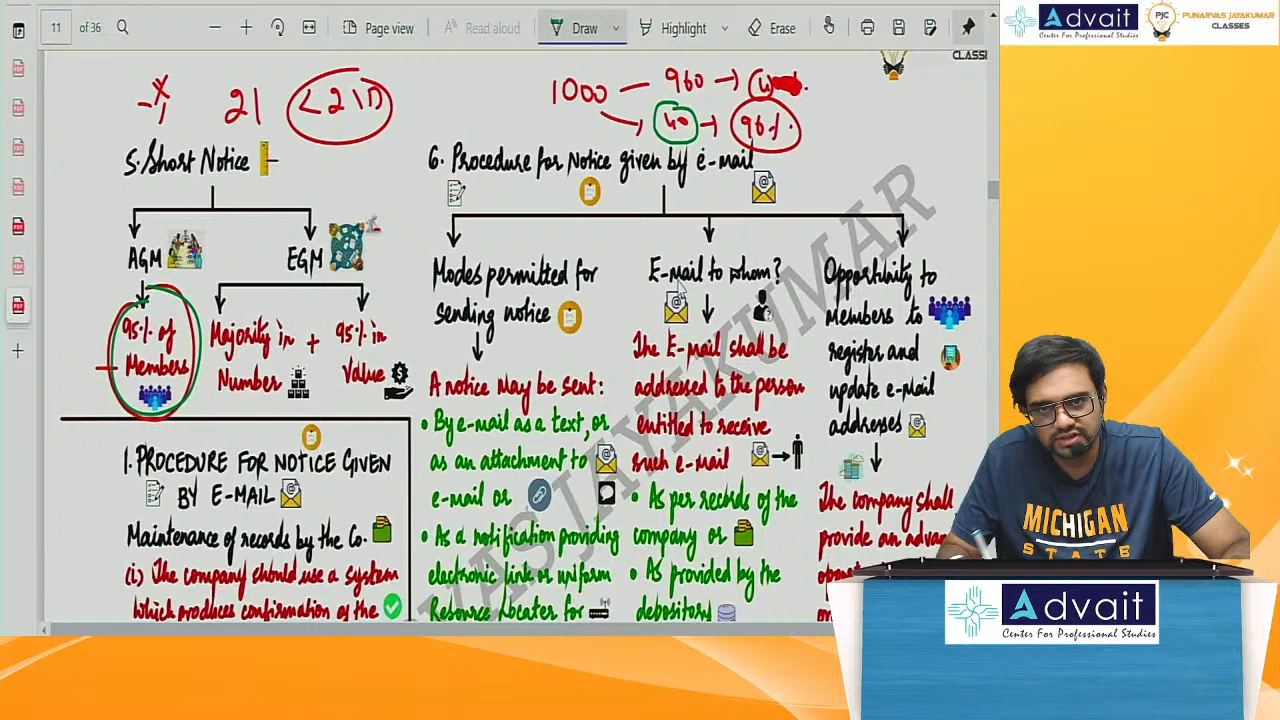 11 of 36
Page view
Read aloud
Draw
Highlight
Erase
Advait
Center For Professional Studies
PJC
PUNARVAS JAYAKUMAR
CLASSES
CLASSES
21
1000
960
40
96%
5. Short Notice
AGM
EGM
95% of
Members
Majority in
Number
+
95% in
Value
6. Procedure for Notice given by e-mail
Modes permitted for
sending notice
A notice may be sent:
• By e-mail as a text, or
as an attachment to
e-mail or
• As a notification providing
electronic link or uniform
Resource Locater for
E-mail to whom?
The E-mail shall be
addressed to the person
entitled to receive
such e-mail
• As per records of the
company or
• As provided by the
depository
Opportunity to
Members to
register and
update e-mail
addresses
The company shall
provide an advan
1. PROCEDURE FOR NOTICE GIVEN
BY E-MAIL
Maintenance of records by the Co.
(i) The company should use a system
which produces confirmation of the
VAS JAYAKUMAR
MICHIGAN
STATE
Advait
Center For Professional Studies